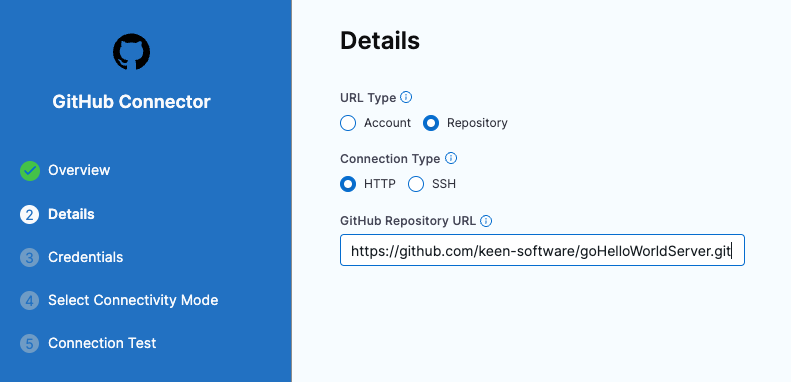 GitHub Connector
Overview
2 Details
3 Credentials
4 Select Connectivity Mode
5 Connection Test
Details
URL Type
Account Repository
Connection Type
HTTP SSH
GitHub Repository URL
https://github.com/keen-software/goHelloWorldServer.git